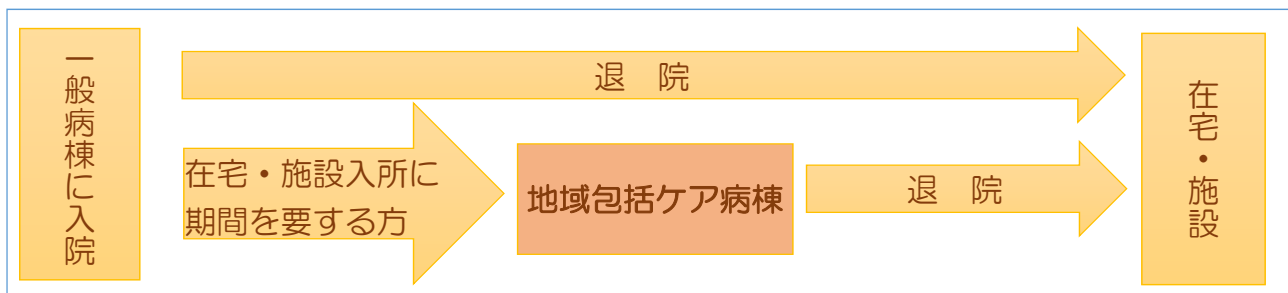 一般病棟に入院
退　院
在宅・施設入所に
期間を要する方
地域包括ケア病棟
退　院
在宅・施設